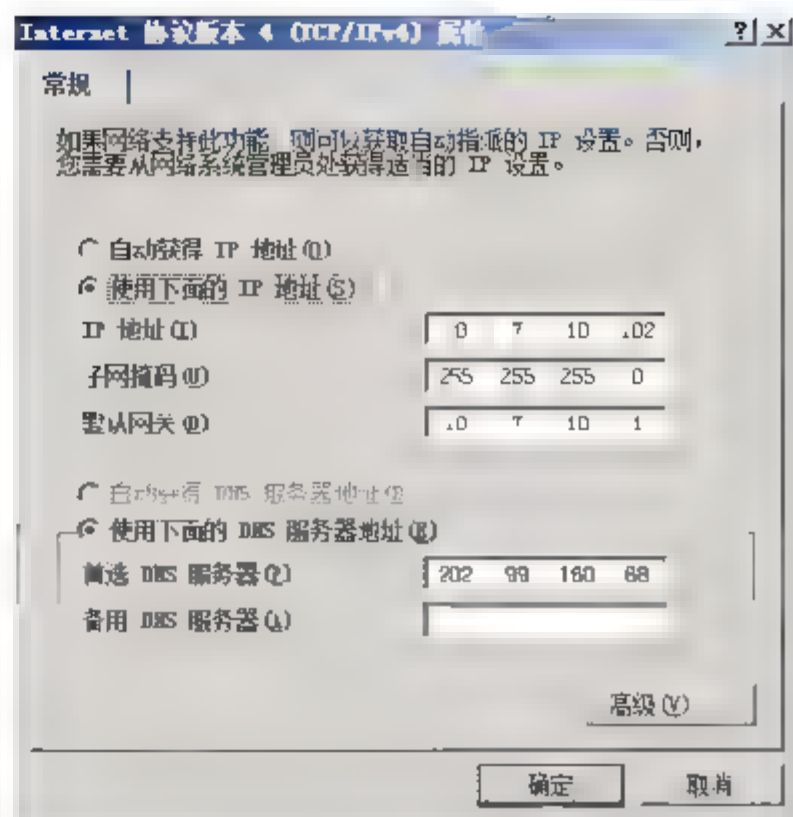 Internet 协议版本 4 (TCP/IPv4) 属性
? ×
常规
如果网络支持此功能 则可以获取自动指派的 IP 设置。否则,
您需要从网络系统管理员处获得适当的 IP 设置。
自动获得 IP 地址(O)
使用下面的 IP 地址(S)
IP 地址(I) 7 10
子网掩码(U) 255 255 255 0
默认网关(D) 7 10 1
DNS 服务器地址(B
使用下面的 DNS 服务器地址(E)
首选 DNS 服务器(P) 202 99 160 68
备用 DNS 服务器(A)
高级(V)
确定 取消